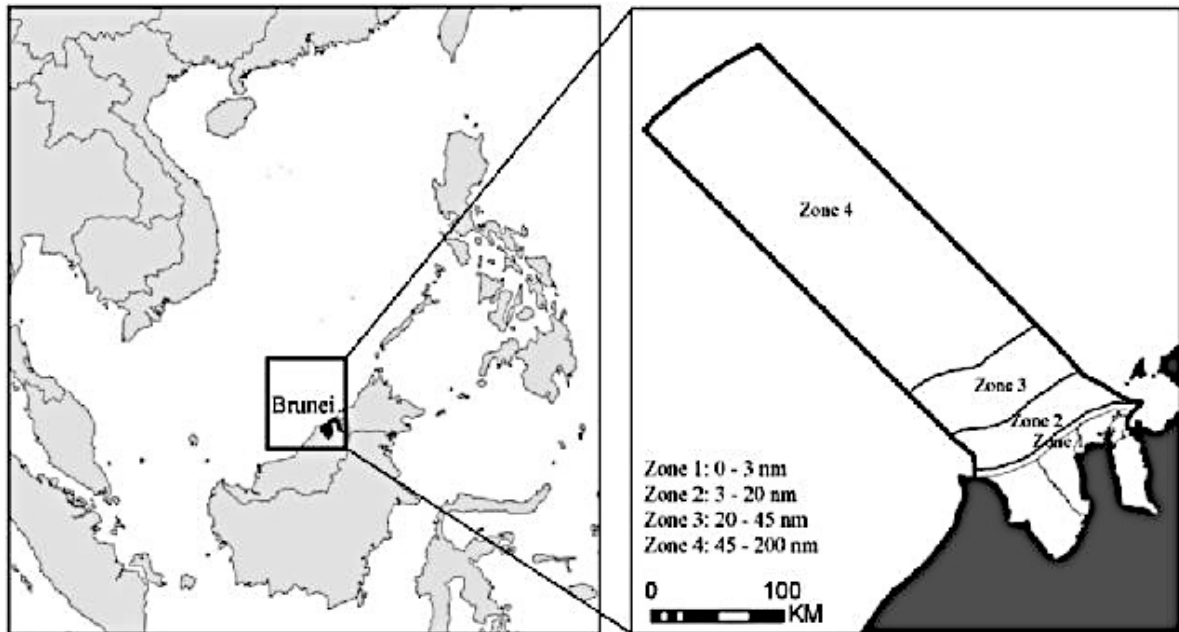 Brunei
Zone 4
Zone 3
Zone 2
Zone 1
Zone 1: 0 - 3 nm
Zone 2: 3 - 20 nm
Zone 3: 20 - 45 nm
Zone 4: 45 - 200 nm
0 100
KM